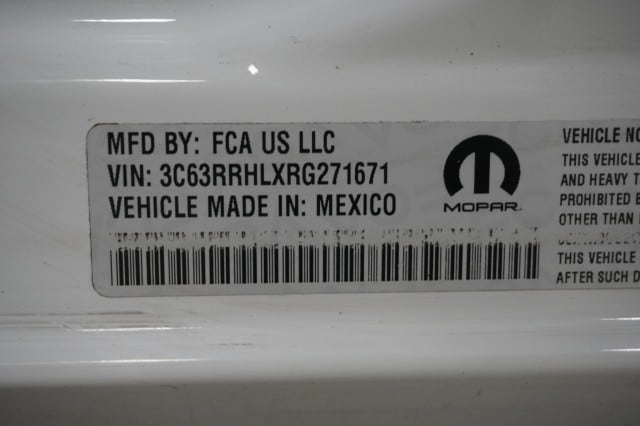 MFD BY: FCA US LLC
VIN: 3C63RRHLXRG271671
VEHICLE MADE IN: MEXICO
MOPAR
VEHICLE
THIS VEHICLE
AND HEAVY
PROHIBITED
OTHER THAN
THIS VEHICLE
AFTER SUCH